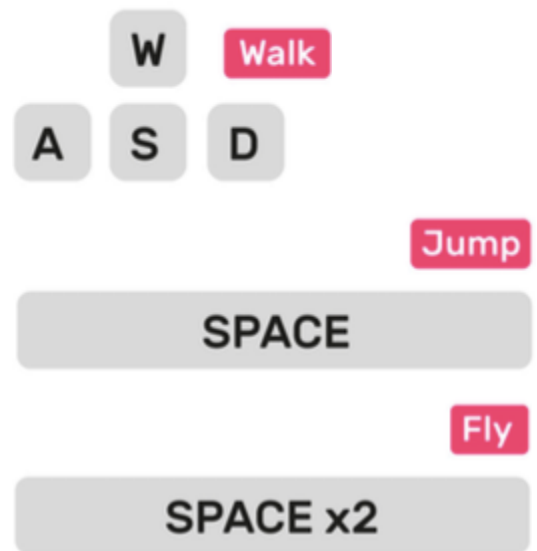 W Walk
A S D
Jump
SPACE
Fly
SPACE x2